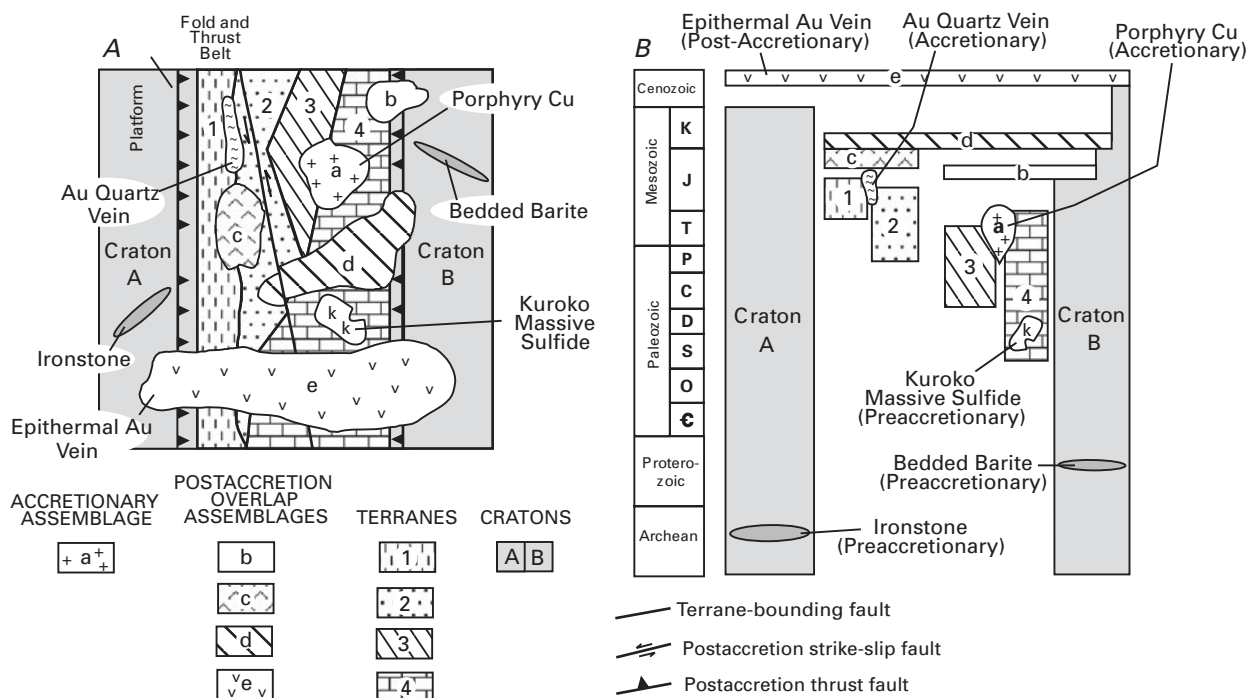 A
Fold and
Thrust
Belt
Platform
1
2
3
4
b
a
c
d
k
k
e
Porphyry Cu
Au Quartz
Vein
Bedded Barite
Craton
A
Craton
B
Kuroko
Massive
Sulfide
Ironstone
Epithermal Au
Vein
ACCRETIONARY
ASSEMBLAGE
a
POSTACCRETION
OVERLAP
ASSEMBLAGES
b
c
d
e
TERRANES
1
2
3
4
CRATONS
A B
B
Epithermal Au Vein
(Post-Accretionary)
Au Quartz Vein
(Accretionary)
Porphyry Cu
(Accretionary)
Cenozoic
Mesozoic
K
J
T
Paleozoic
P
C
D
S
O
Ꞓ
Protero-
zoic
Archean
e
d
c
b
1
2
3
a
4
k
Craton
A
Craton
B
Kuroko
Massive Sulfide
(Preaccretionary)
Bedded Barite
(Preaccretionary)
Ironstone
(Preaccretionary)
Terrane-bounding fault
Postaccretion strike-slip fault
Postaccretion thrust fault